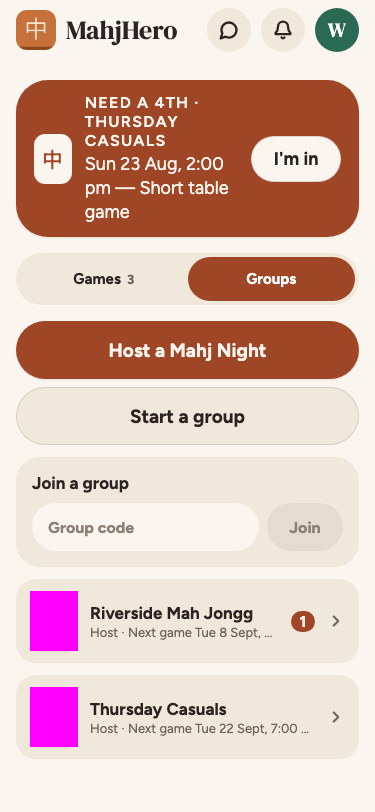 中 MahjHero W
NEED A 4TH ·
THURSDAY
CASUALS
中
Sun 23 Aug, 2:00
pm — Short table
game
I'm in
Games 3
Groups
Host a Mahj Night
Start a group
Join a group
Group code
Join
Riverside Mah Jongg
Host · Next game Tue 8 Sept, ...
1
Thursday Casuals
Host · Next game Tue 22 Sept, 7:00 ...